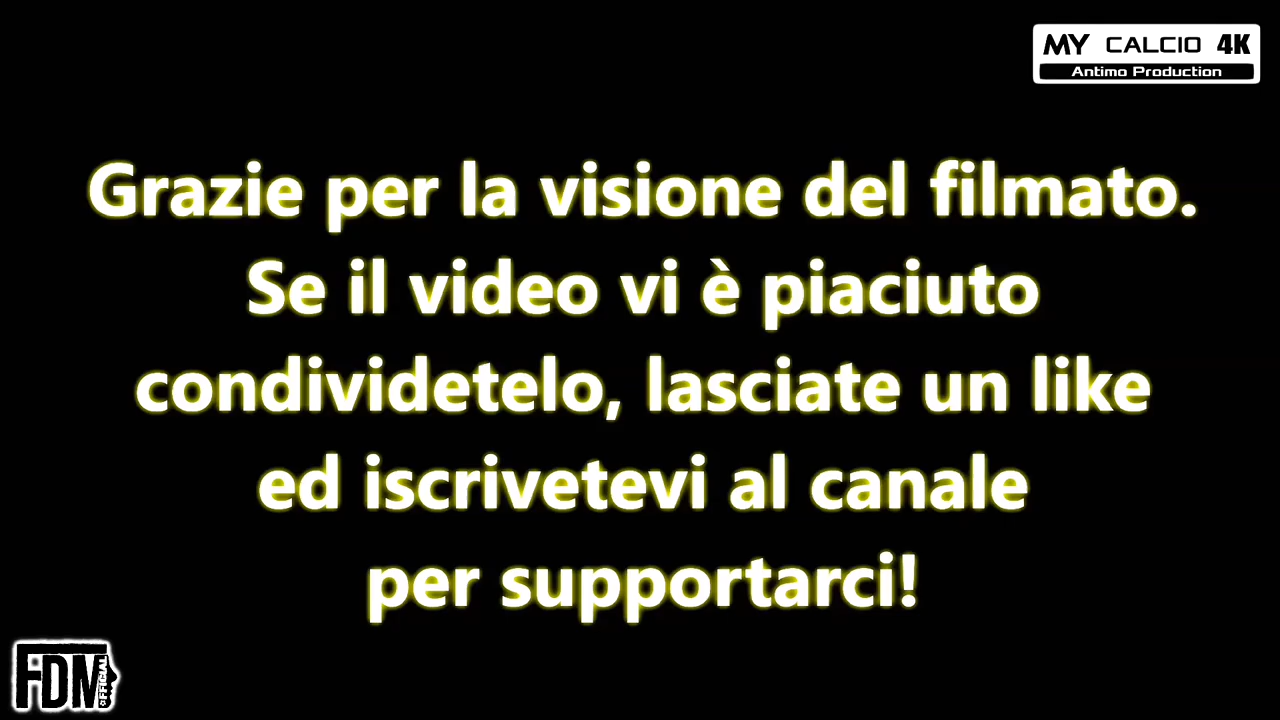 MY CALCIO 4K
Antimo Production
Grazie per la visione del filmato.
Se il video vi è piaciuto
condividetelo, lasciate un like
ed iscrivetevi al canale
per supportarci!
FDM
OFFICIAL